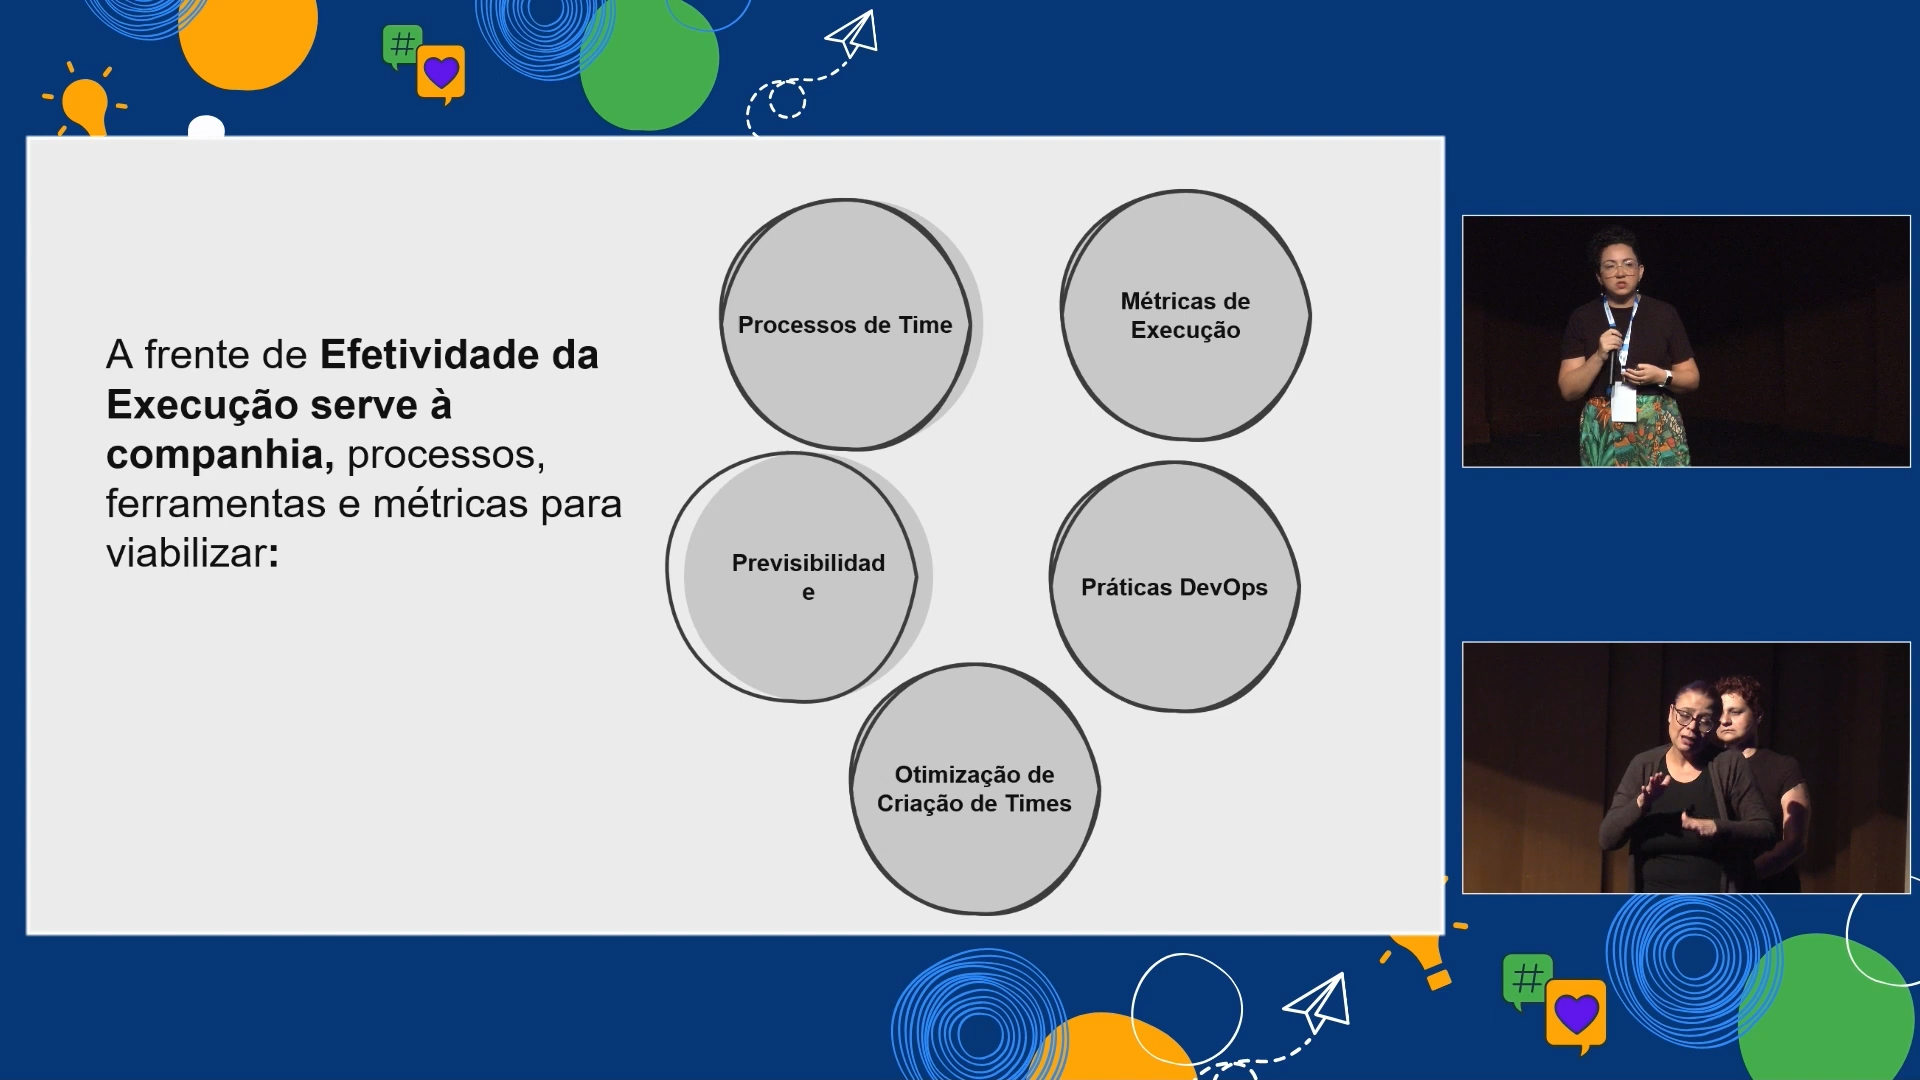 A frente de Efetividade da
Execução serve à
companhia, processos,
ferramentas e métricas para
viabilizar:
Processos de Time
Métricas de
Execução
Previsibilidad
e
Práticas DevOps
Otimização de
Criação de Times